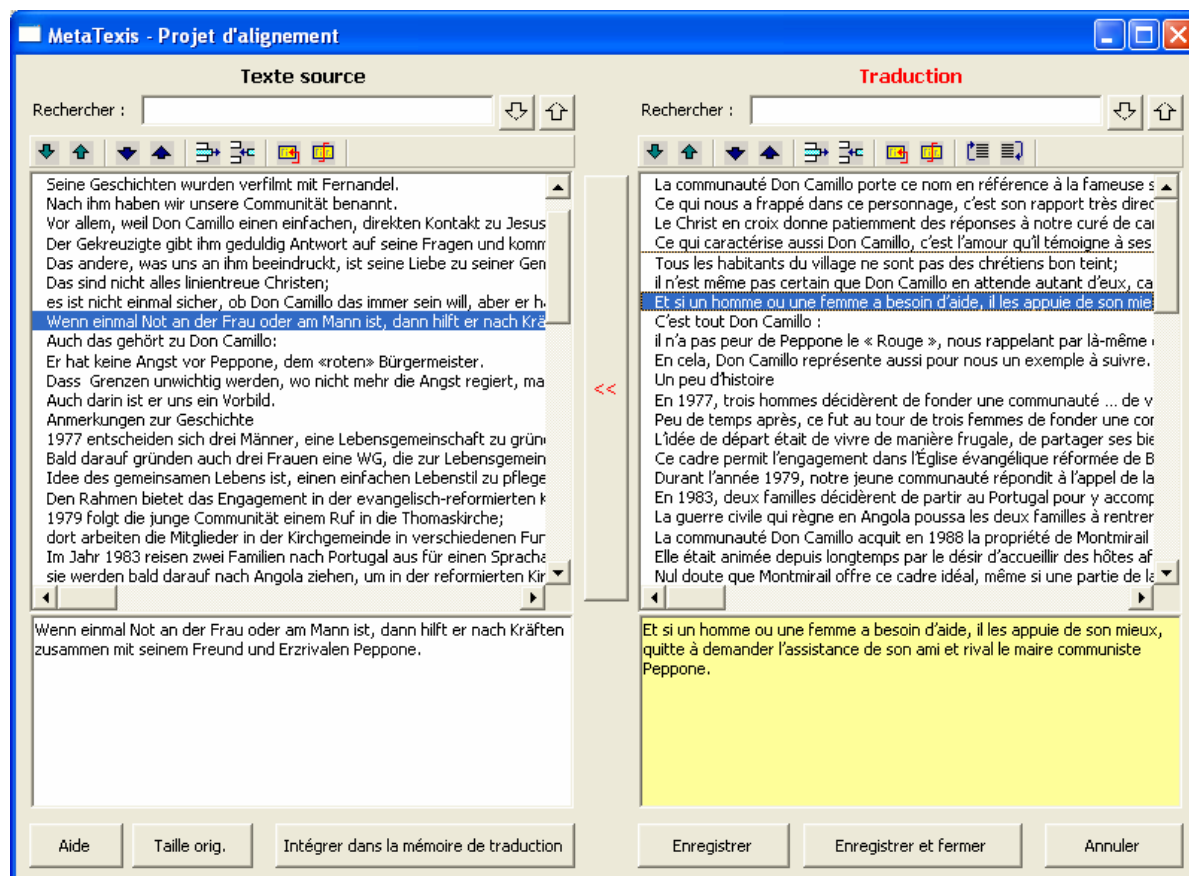 MetaTexis - Projet d'alignement
Texte source
Rechercher :
Seine Geschichten wurden verfilmt mit Fernandel.
Nach ihm haben wir unsere Communität benannt.
Vor allem, weil Don Camillo einen einfachen, direkten Kontakt zu Jesus
Der Gekreuzigte gibt ihm geduldig Antwort auf seine Fragen und
Das andere, was uns an ihm beeindruckt, ist seine Liebe zu seiner
Das sind nicht alles linientreue Christen;
es ist nicht einmal sicher, ob Don Camillo das immer sein will, aber er
Wenn einmal Not an der Frau oder am Mann ist, dann hilft er nach
Auch das gehört zu Don Camillo:
Er hat keine Angst vor Peppone, dem «roten» Bürgermeister.
Dass Grenzen unwichtig werden, wo nicht mehr die Angst regiert,
Auch darin ist er uns ein Vorbild.
Anmerkungen zur Geschichte
1977 entscheiden sich drei Männer, eine Lebensgemeinschaft zu
Bald darauf gründen auch drei Frauen eine WG, die zur
Idee des gemeinsamen Lebens ist, einen einfachen Lebenstil zu
Den Rahmen bietet das Engagement in der evangelisch-reformierten
1979 folgt die junge Communität einem Ruf in die Thomaskirche;
dort arbeiten die Mitglieder in der Kirchgemeinde in verschiedenen
Im Jahr 1983 reisen zwei Familien nach Portugal aus für einen
sie werden bald darauf nach Angola ziehen, um in der reformierten
Wenn einmal Not an der Frau oder am Mann ist, dann hilft er nach Kräften
zusammen mit seinem Freund und Erzrivalen Peppone.
Aide
Taille orig.
Intégrer dans la mémoire de traduction
<<
Traduction
Rechercher :
La communauté Don Camillo porte ce nom en référence à la fameuse
Ce qui nous a frappé dans ce personnage, c'est son rapport très
Le Christ en croix donne patiemment des réponses à notre curé de
Ce qui caractérise aussi Don Camillo, c'est l'amour qu'il témoigne à ses
Tous les habitants du village ne sont pas des chrétiens bon teint;
il n'est même pas certain que Don Camillo en attende autant d'eux,
Et si un homme ou une femme a besoin d'aide, il les appuie de son
C'est tout Don Camillo :
il n'a pas peur de Peppone le « Rouge », nous rappelant par là-même
En cela, Don Camillo représente aussi pour nous un exemple à suivre.
Un peu d'histoire
En 1977, trois hommes décidèrent de fonder une communauté ... de
Peu de temps après, ce fut au tour de trois femmes de fonder une
L'idée de départ était de vivre de manière frugale, de partager ses
Ce cadre permit l'engagement dans l'Église évangélique réformée de
Durant l'année 1979, notre jeune communauté répondit à l'appel de la
En 1983, deux familles décidèrent de partir au Portugal pour y
La guerre civile qui règne en Angola poussa les deux familles à rentrer
La communauté Don Camillo acquit en 1988 la propriété de Montmirail
Elle était animée depuis longtemps par le désir d'accueillir des hôtes
Nul doute que Montmirail offre ce cadre idéal, même si une partie de
Et si un homme ou une femme a besoin d'aide, il les appuie de son mieux,
quitte à demander l'assistance de son ami et rival le maire communiste
Peppone.
Enregistrer
Enregistrer et fermer
Annuler